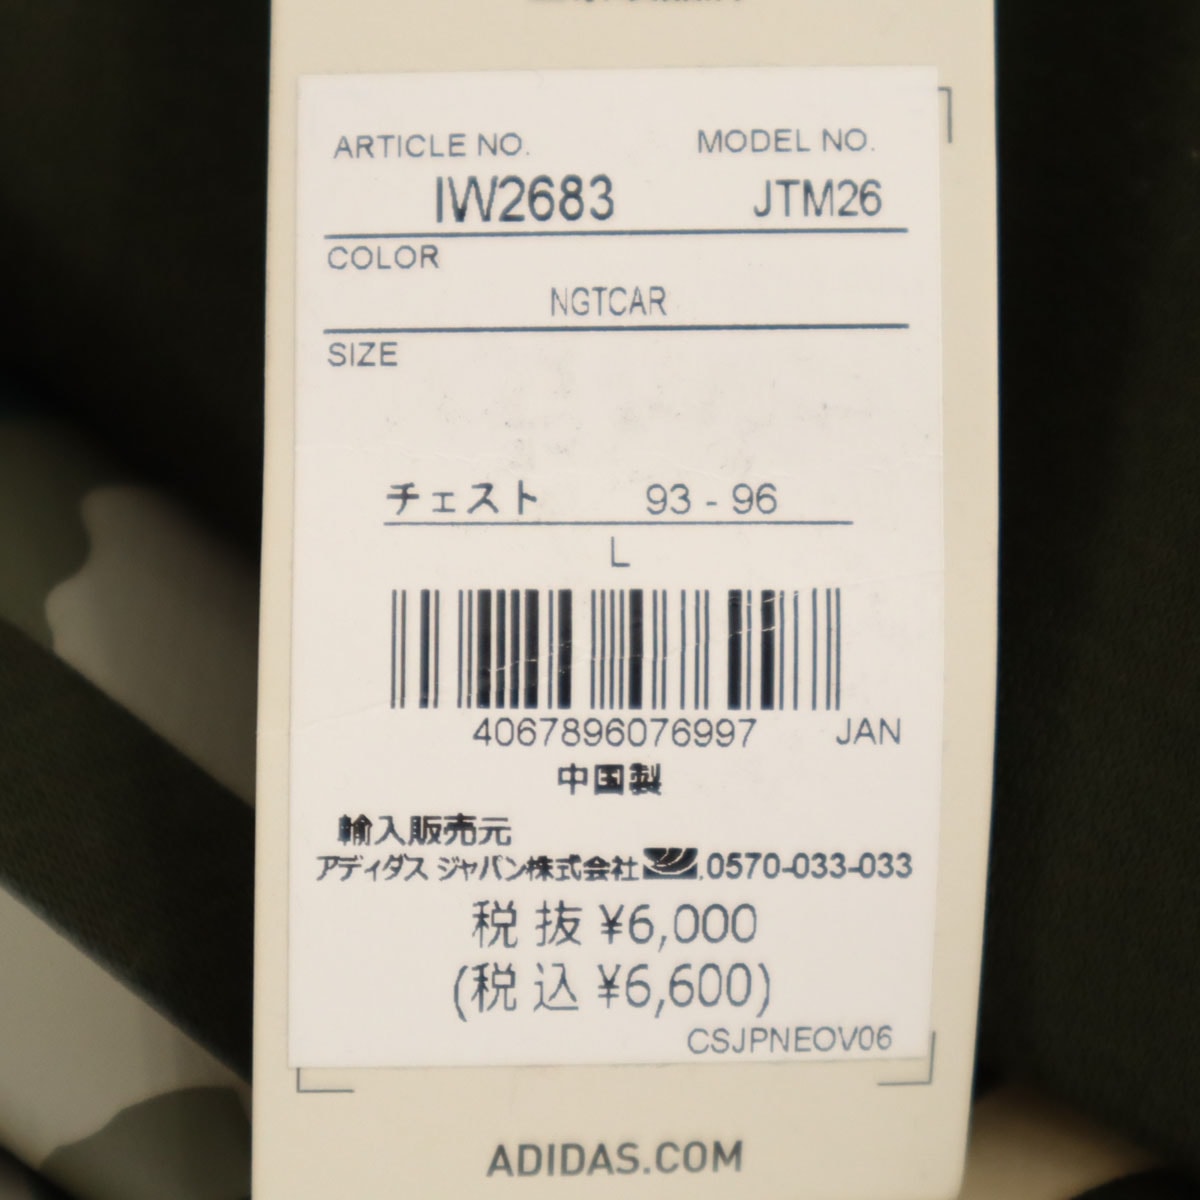 ARTICLE NO. MODEL NO.
IW2683 JTM26
COLOR
NGTCAR
SIZE
チェスト 93 - 96
L
4067896076997 JAN
中国製
輸入販売元
アディダス ジャパン株式会社 .0570-033-033
税 抜 ¥6,000
(税 込 ¥6,600)
CSJPNEOV06
ADIDAS.COM